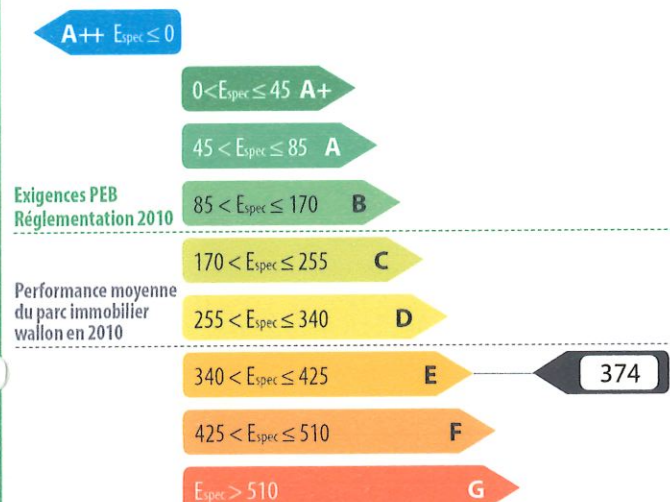 A++ Espec ≤ 0
0 < Espec ≤ 45 A+
45 < Espec ≤ 85 A
Exigences PEB
Réglementation 2010
85 < Espec ≤ 170 B
170 < Espec ≤ 255 C
Performance moyenne
du parc immobilier
wallon en 2010
255 < Espec ≤ 340 D
340 < Espec ≤ 425 E
374
425 < Espec ≤ 510 F
Espec > 510 G